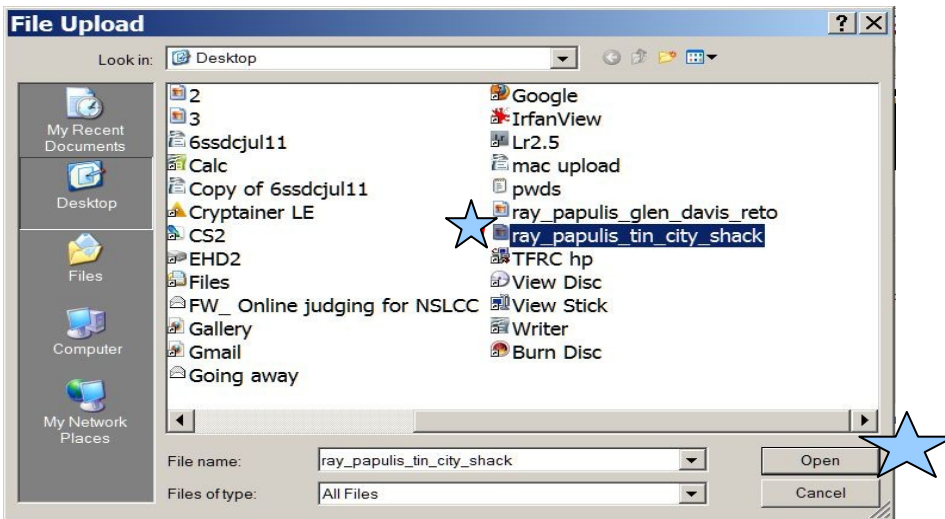 File Upload
Look in:
Desktop
My Recent
Documents
Desktop
Files
Computer
My Network
Places
2
3
6ssdcjul11
Calc
Copy of 6ssdcjul11
Cryptainer LE
CS2
EHD2
Files
FW_ Online judging for NSLCC
Gallery
Gmail
Going away
Google
IrfanView
Lr2.5
mac upload
pwds
ray_papulis_glen_davis_reto
ray_papulis_tin_city_shack
TFRC hp
View Disc
View Stick
Writer
Burn Disc
File name:
ray_papulis_tin_city_shack
Open
Files of type:
All Files
Cancel